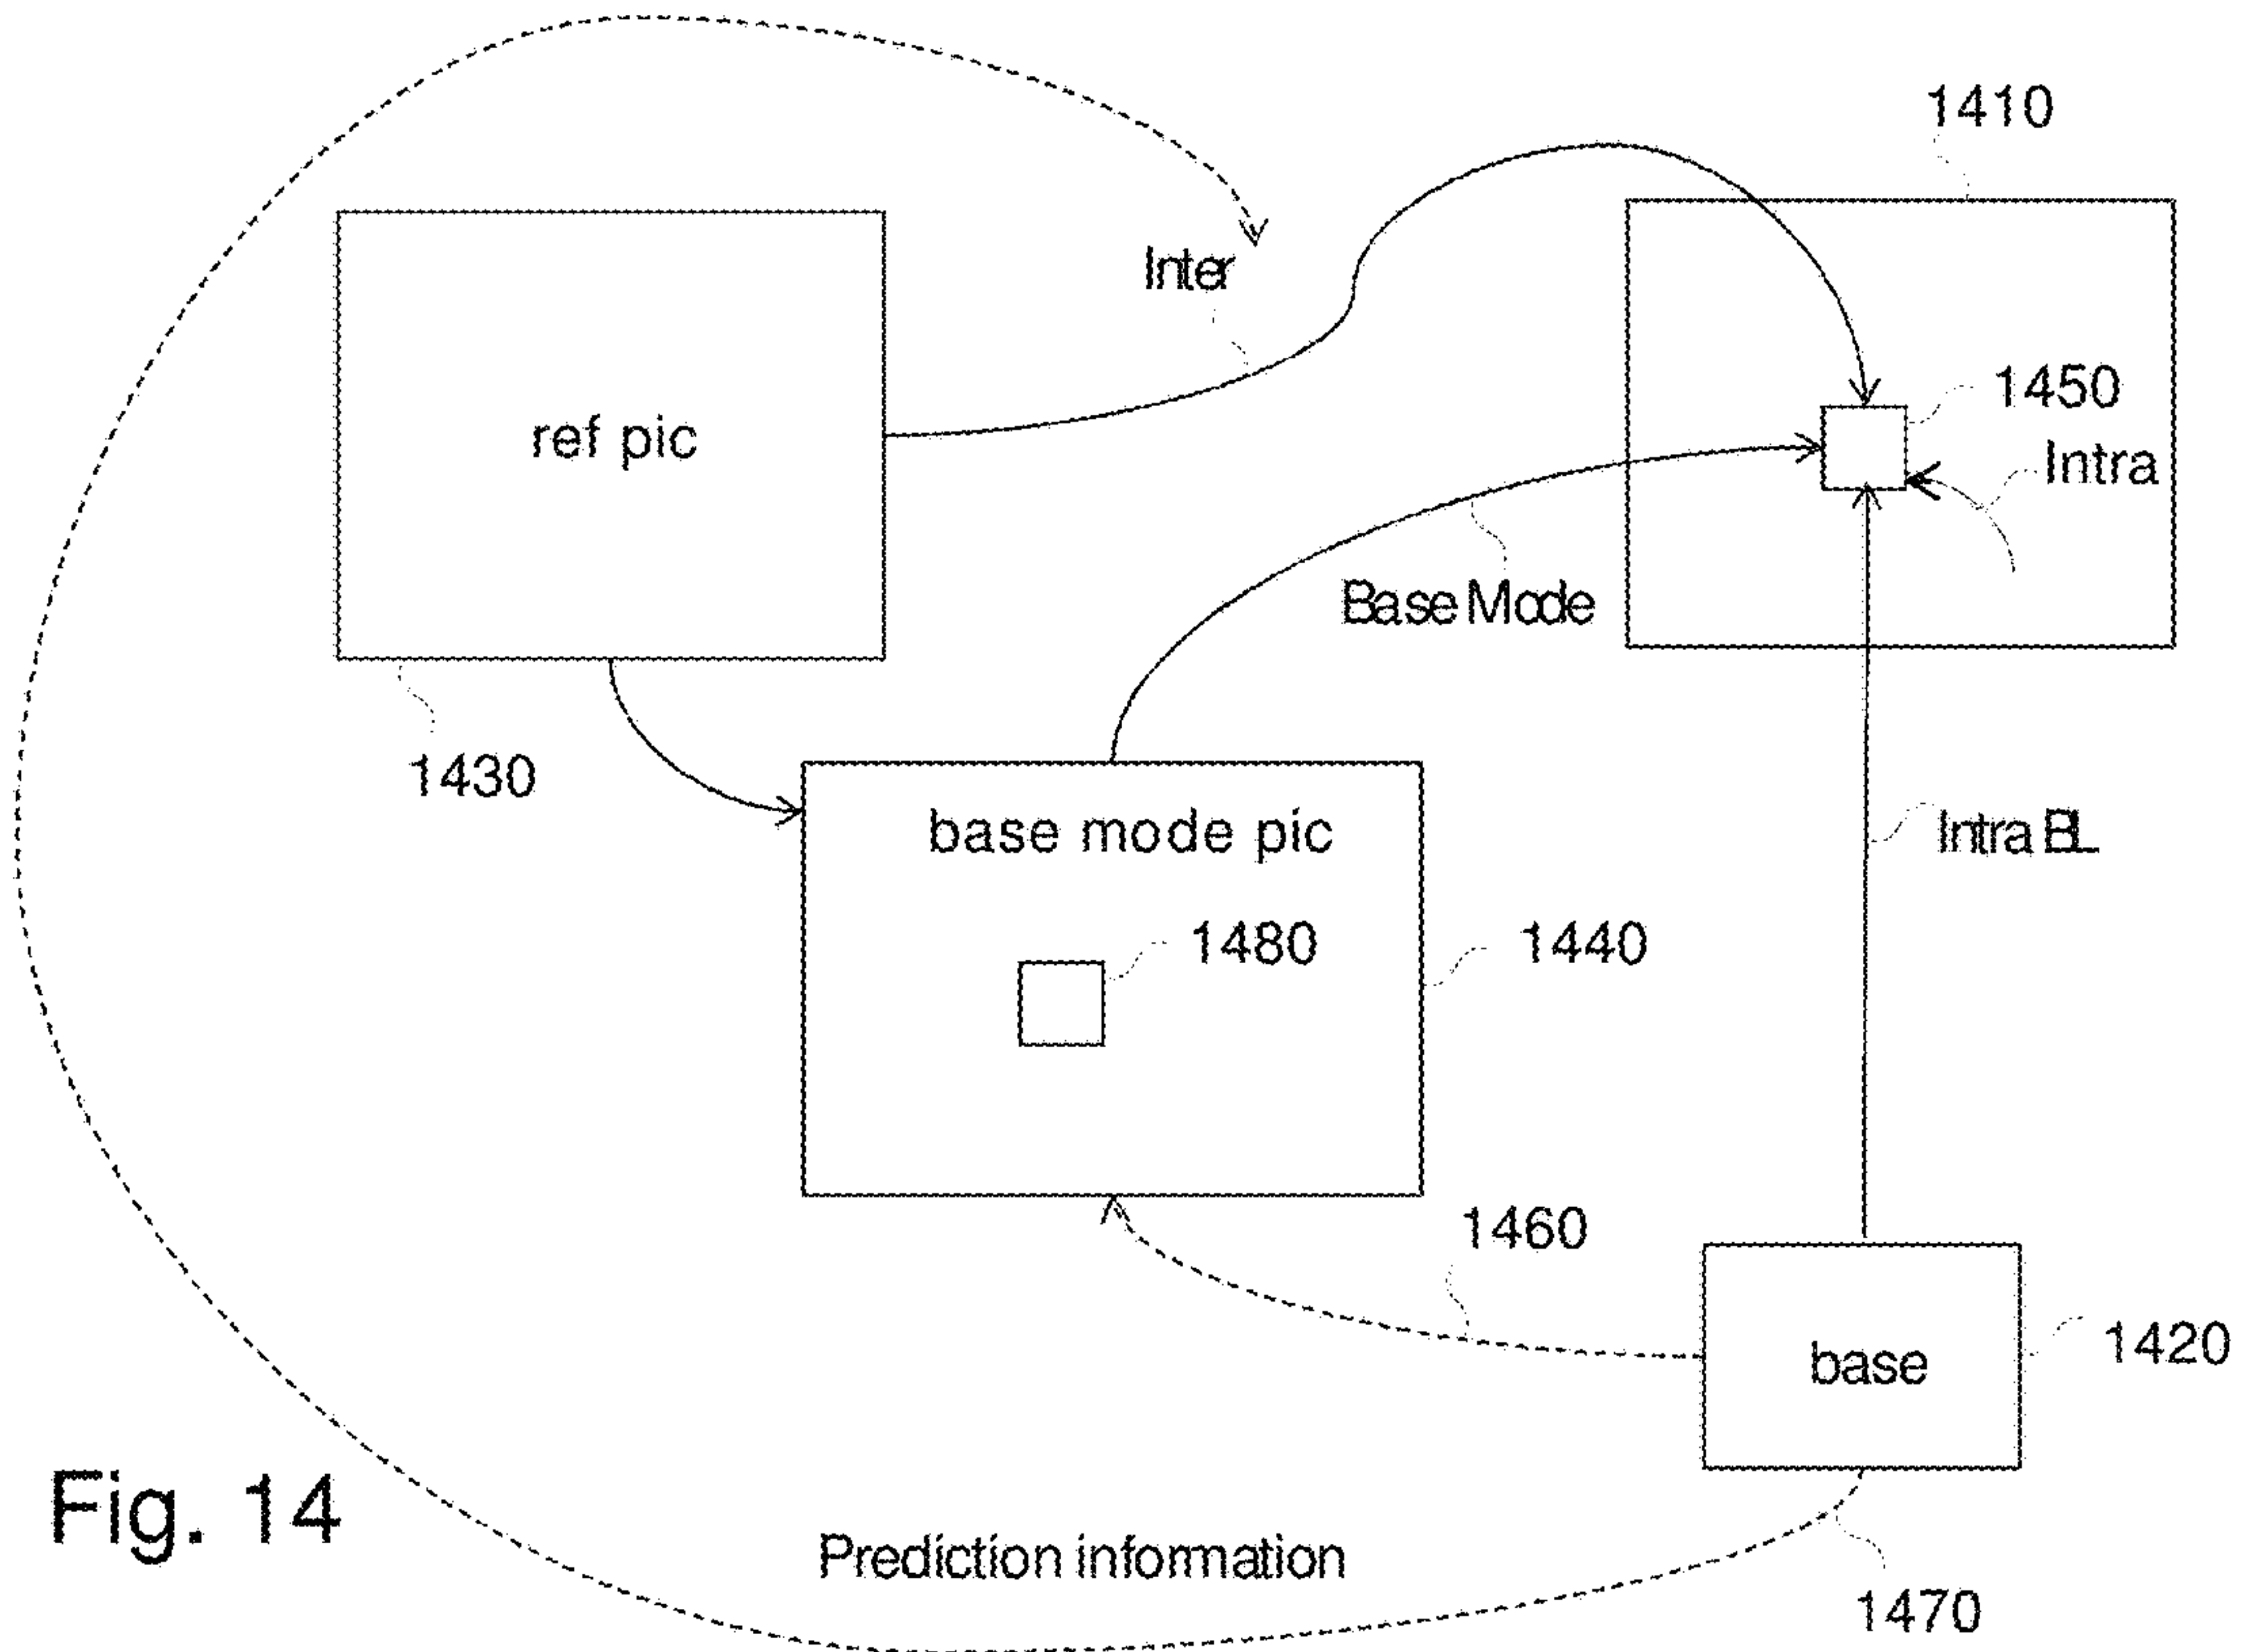 1410
Inter
1450
ref pic
Intra
Base Mode
1430
base mode pic
Intra BL
1480
1440
1460
1420
base
Fig. 14
Prediction information
1470